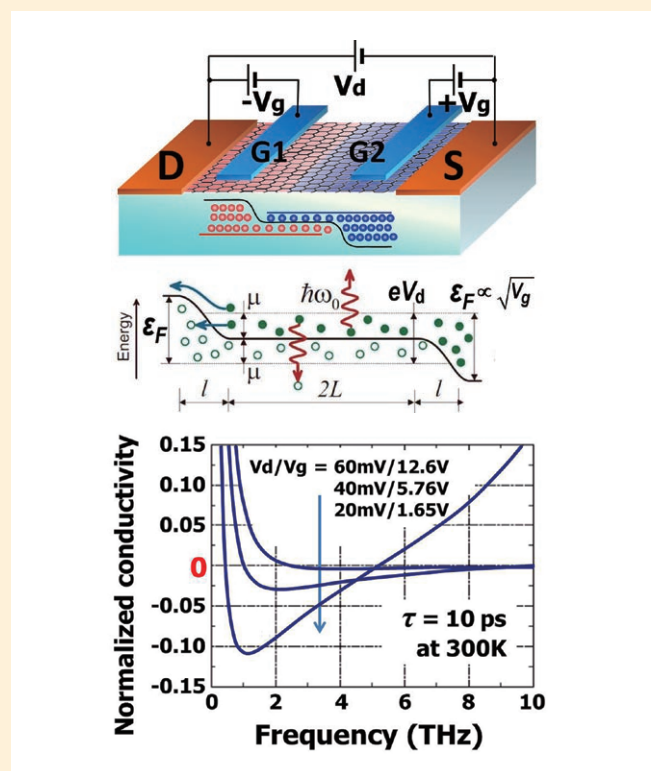 Vd
-Vg
+Vg
D
G1
G2
S
Energy
εF
μ
μ
ħω0
eVd
εF ∝ √Vg
l
2L
l
Normalized conductivity
0.15
0.10
0.05
0
-0.05
-0.10
-0.15
Vd/Vg = 60mV/12.6V
40mV/5.76V
20mV/1.65V
τ = 10 ps
at 300K
0
2
4
6
8
10
Frequency (THz)